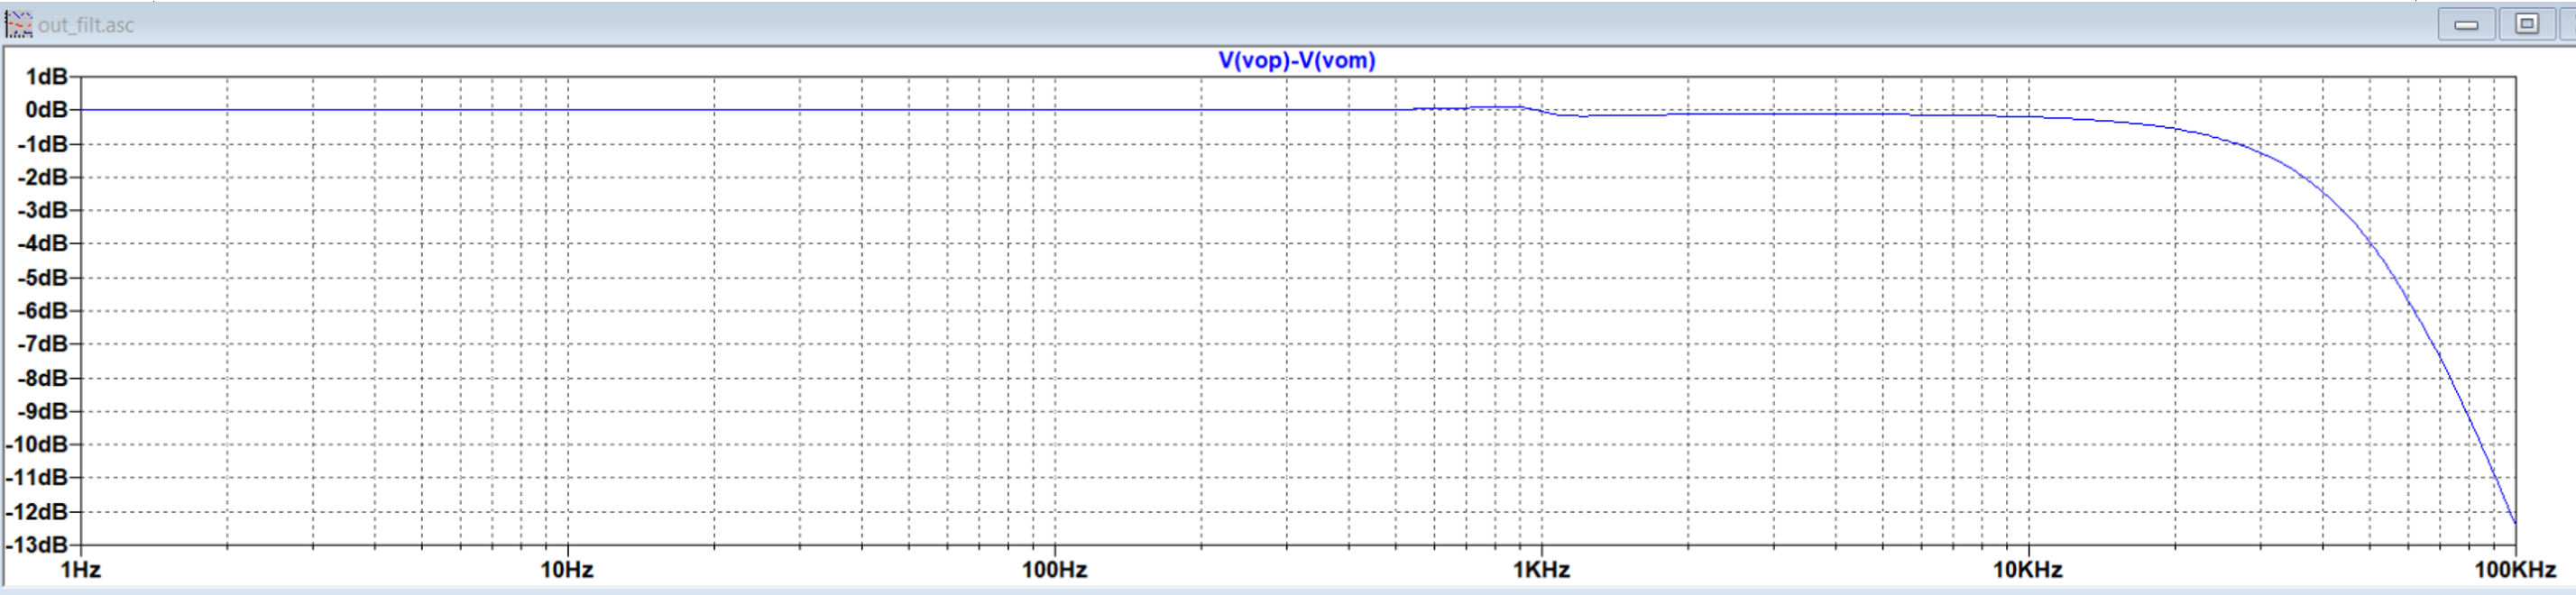 out_filt.asc
V(vop)-V(vom)
1dB
0dB
-1dB
-2dB
-3dB
-4dB
-5dB
-6dB
-7dB
-8dB
-9dB
-10dB
-11dB
-12dB
-13dB
1Hz 10Hz 100Hz 1KHz 10KHz 100KHz